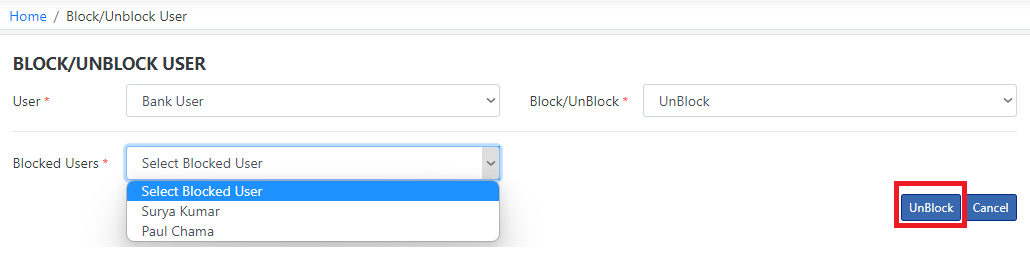 Home / Block/Unblock User
BLOCK/UNBLOCK USER
User * Bank User Block/UnBlock * UnBlock
Blocked Users * Select Blocked User
Select Blocked User
Surya Kumar
Paul Chama
UnBlock Cancel